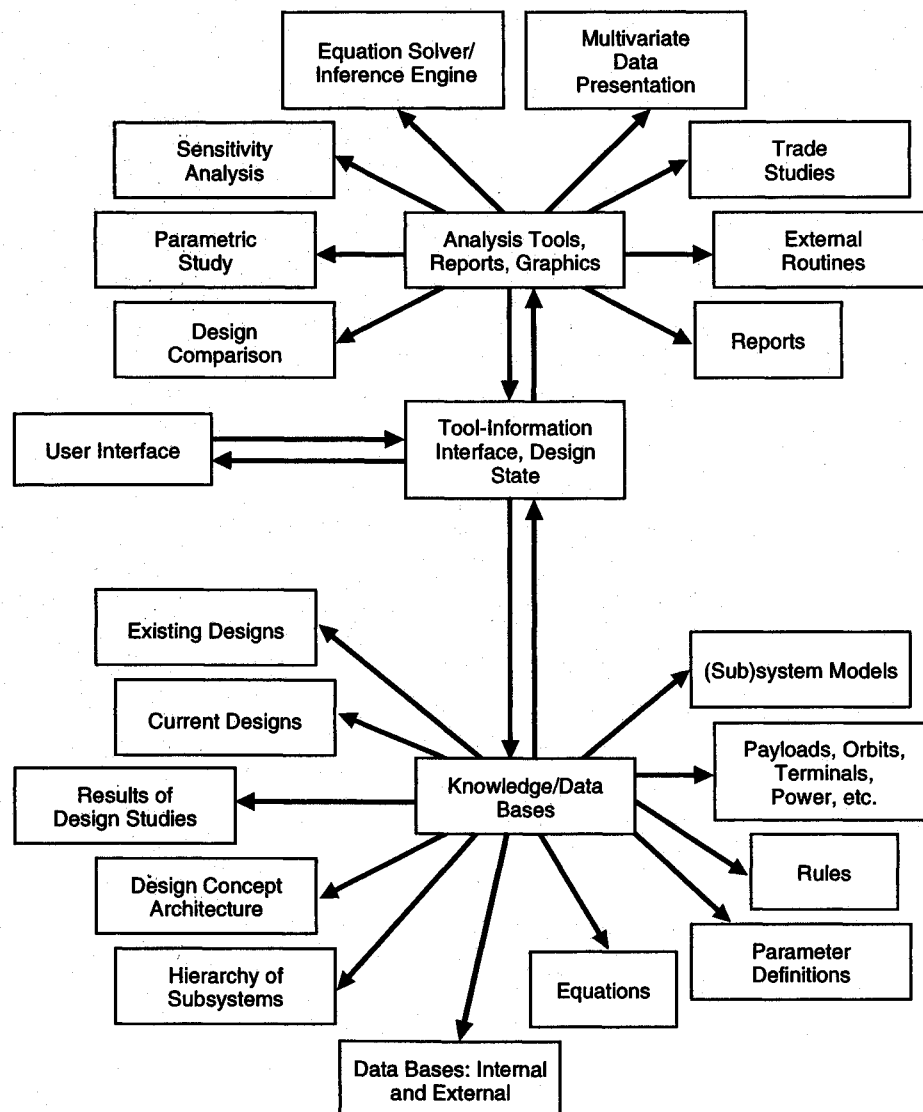 Equation Solver/
Inference Engine
Multivariate
Data
Presentation
Sensitivity
Analysis
Trade
Studies
Parametric
Study
Analysis Tools,
Reports, Graphics
External
Routines
Design
Comparison
Reports
User Interface
Tool-Information
Interface, Design
State
Existing Designs
(Sub)system Models
Current Designs
Payloads, Orbits,
Terminals,
Power, etc.
Results of
Design Studies
Knowledge/Data
Bases
Rules
Design Concept
Architecture
Parameter
Definitions
Hierarchy of
Subsystems
Equations
Data Bases: Internal
and External